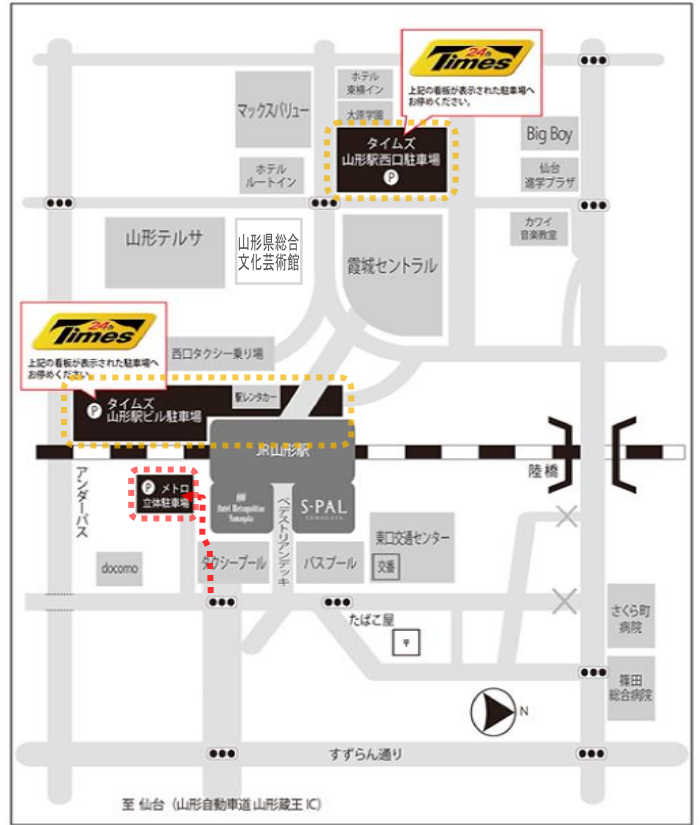 24h
Times
上記の看板が表示された駐車場へ
お停めください。
ホテル
東横イン
マックスバリュー
大原学園
タイムズ
山形駅西口駐車場
P
Big Boy
ホテル
ルートイン
仙台
進学プラザ
カワイ
音楽教室
山形テルサ
山形県総合
文化芸術館
霞城セントラル
24h
Times
上記の看板が表示された駐車場へ
お停めください。
西口タクシー乗り場
駅レンタカー
P タイムズ
山形駅ビル駐車場
JR山形駅
陸橋
アンダーパス
P メトロ
立体駐車場
Hotel Metropolitan
Yamagata
S-PAL
YAMAGATA
ペデストリアンデッキ
東口交通センター
交番
docomo
タクシープール
バスプール
たばこ屋
〒
さくら町
病院
篠田
総合病院
N
すずらん通り
至 仙台（山形自動車道 山形蔵王 IC）